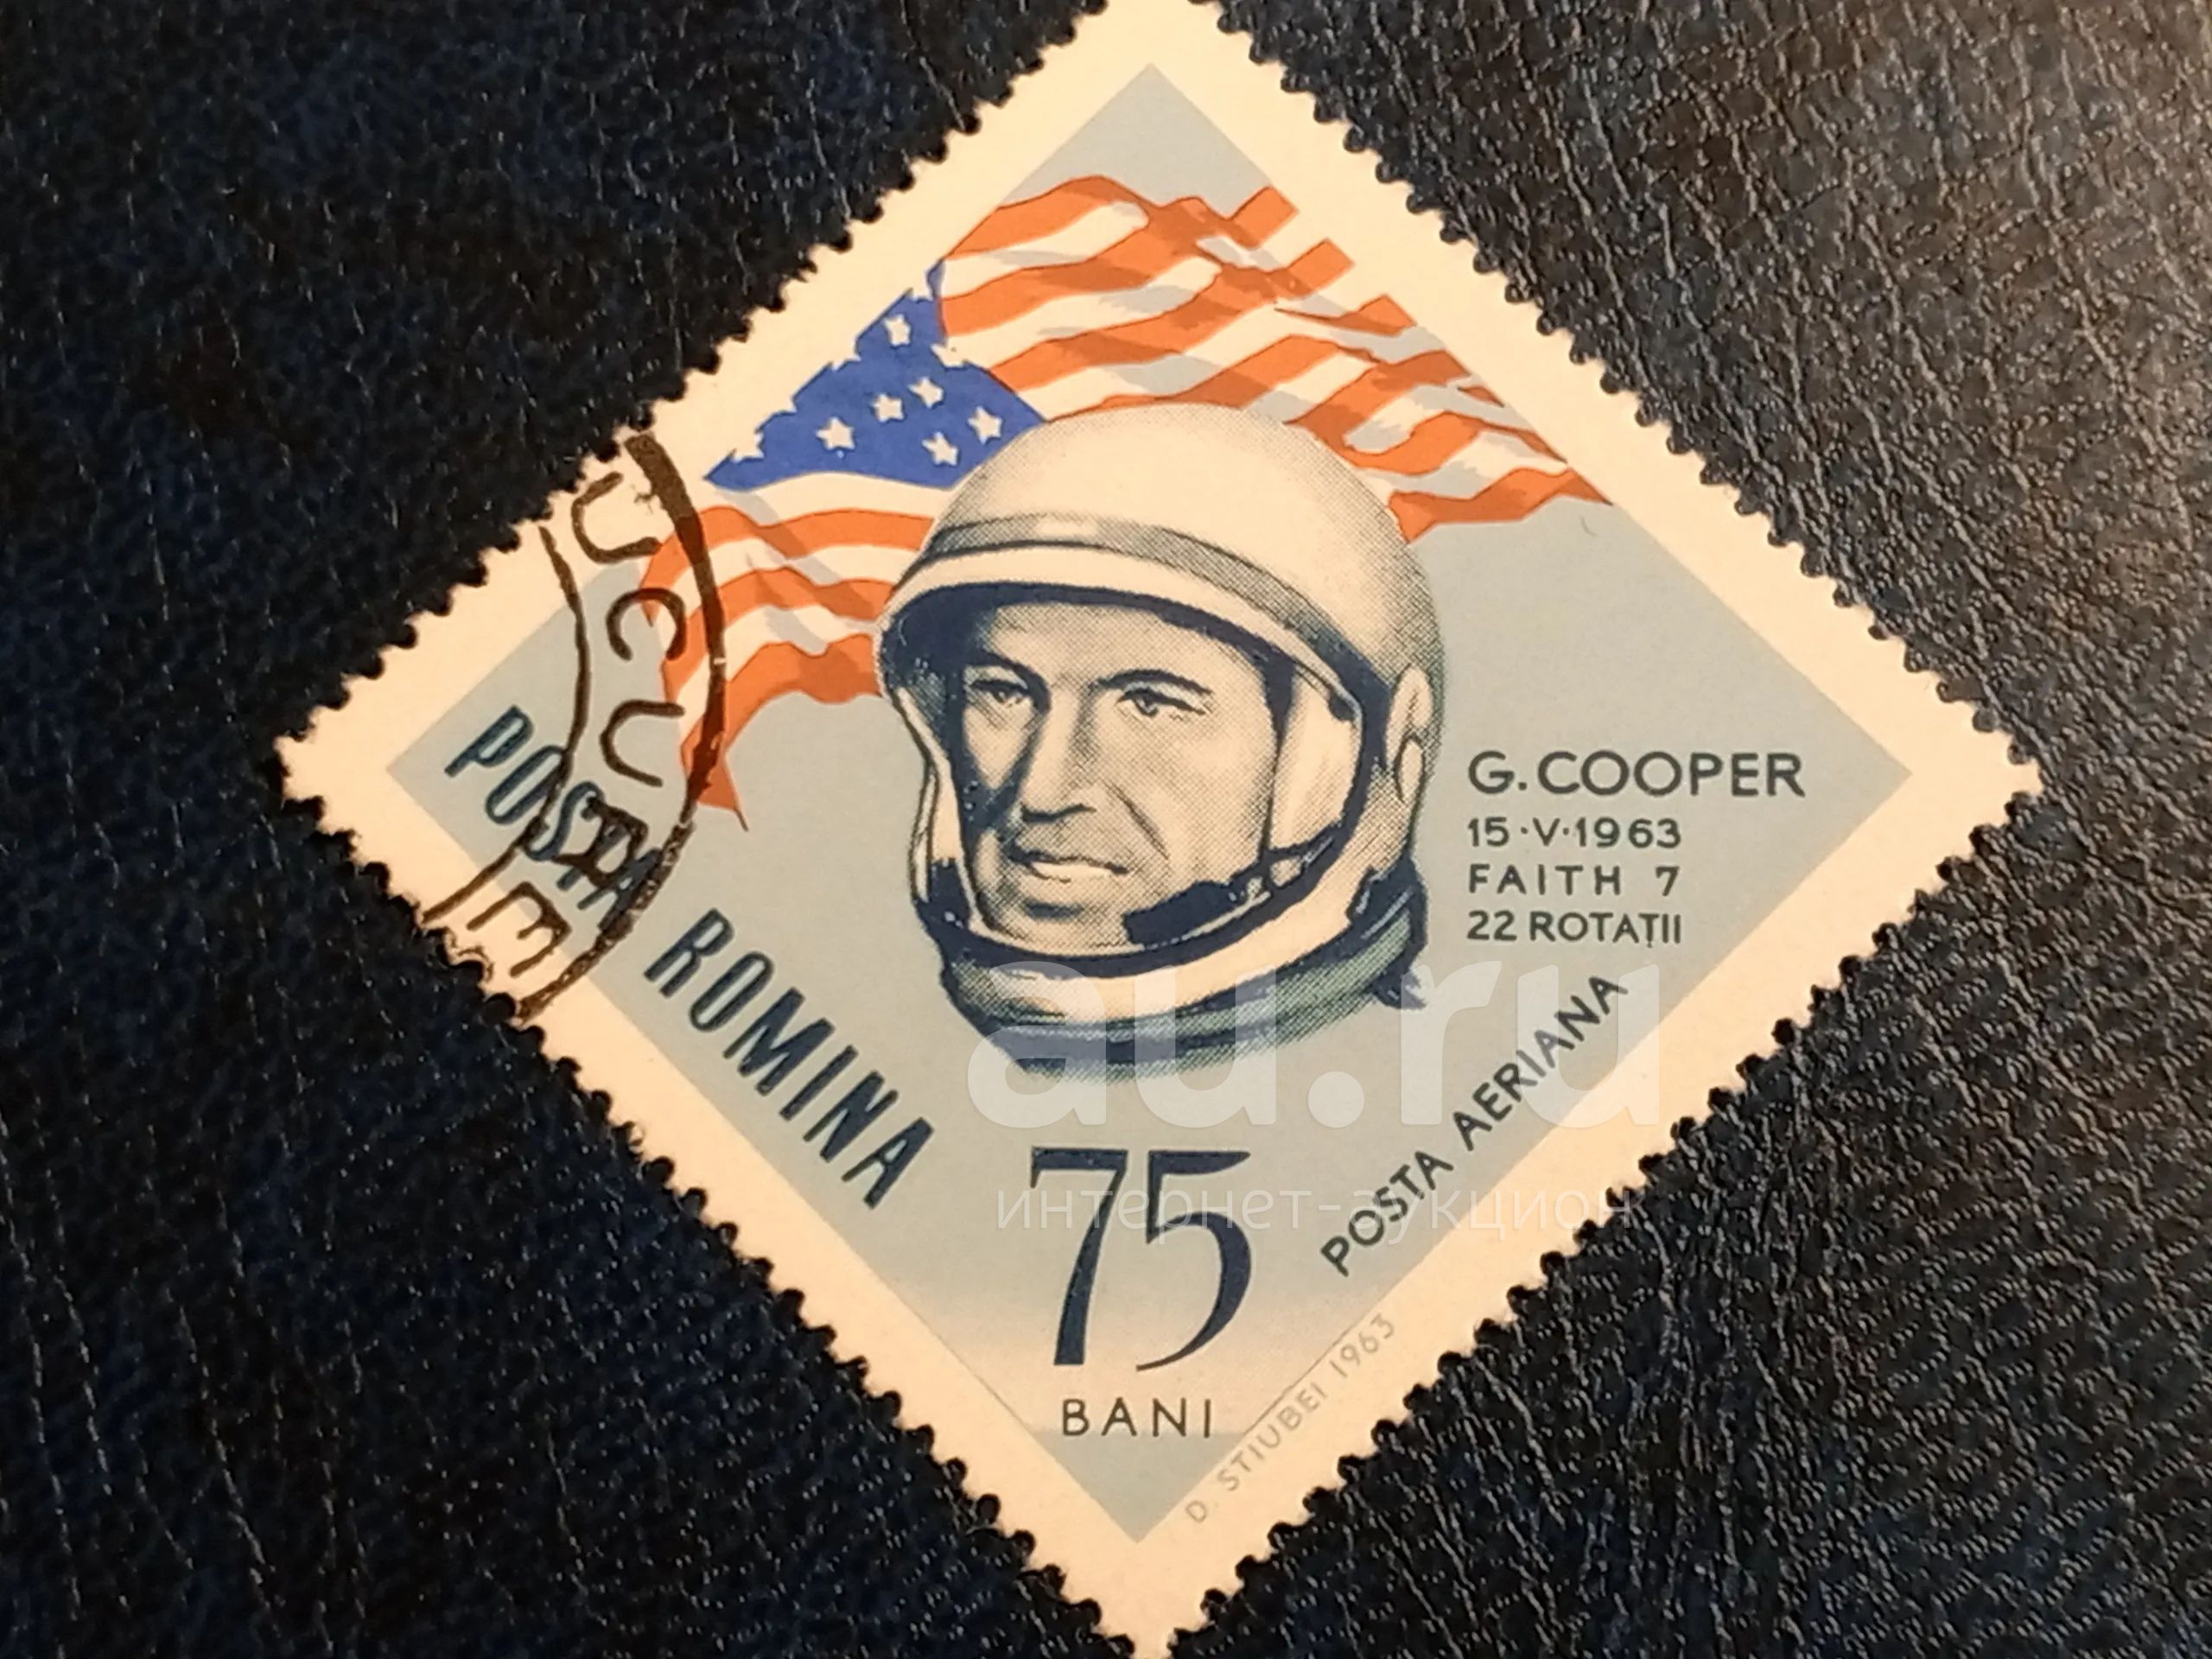 G. COOPER
15·V·1963
FAITH 7
22 ROTAȚII
POSTA ROMINA
POSTA AERIANA
75
BANI
D. STIUBEI 1963
UCUREȘ
au.ru
интернет-аукцион